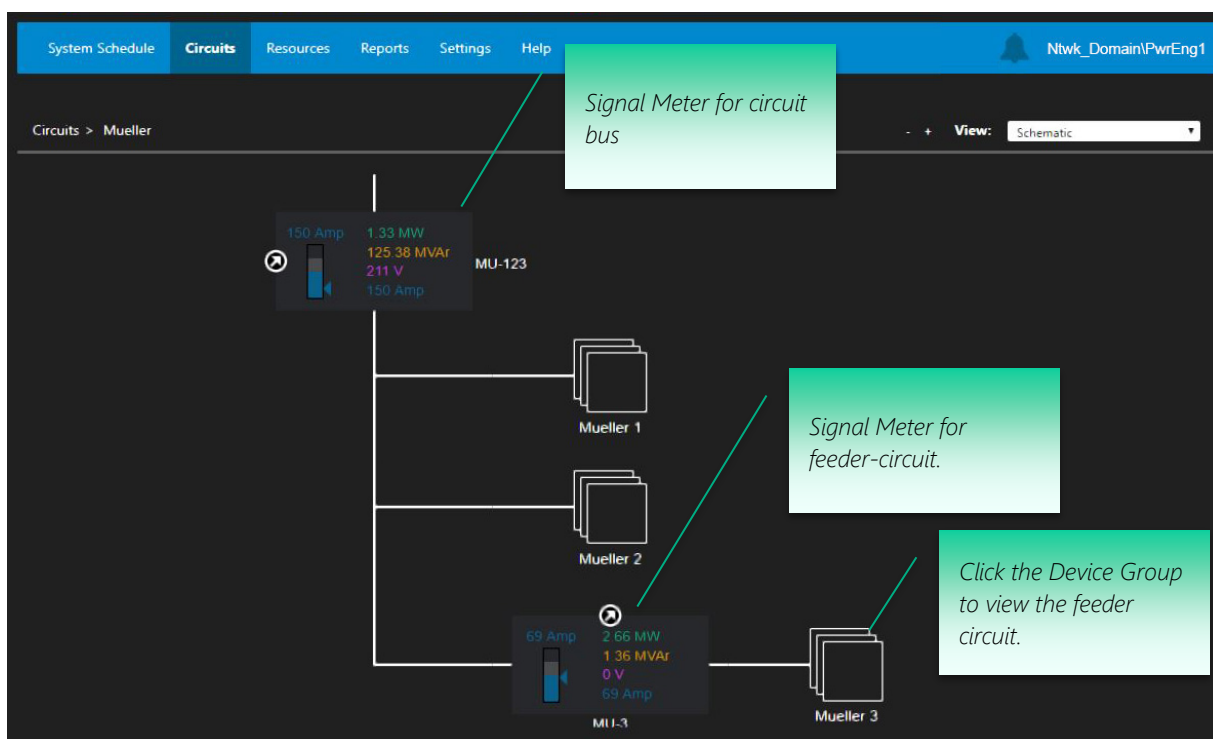 System Schedule Circuits Resources Reports Settings Help Ntwk_Domain\PwrEng1
Signal Meter for circuit
bus
Circuits > Mueller - + View: Schematic
150 Amp 1.33 MW
125.38 MVAr
211 V
150 Amp
MU-123
Mueller 1
Signal Meter for
feeder-circuit.
Mueller 2
Click the Device Group
to view the feeder
circuit.
69 Amp 2.66 MW
1.36 MVAr
0 V
69 Amp
MU-3
Mueller 3